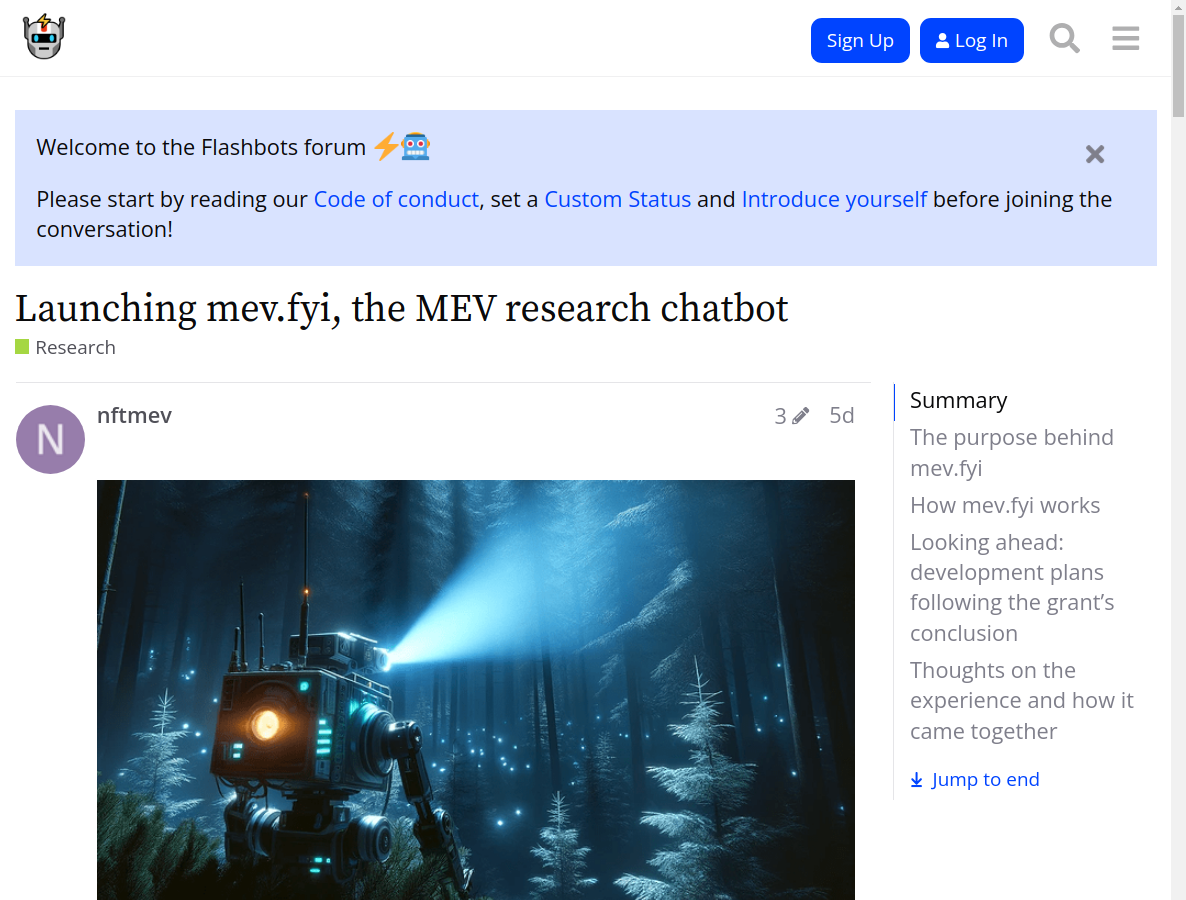 Sign Up
Log In
Welcome to the Flashbots forum
Please start by reading our Code of conduct, set a Custom Status and Introduce yourself before joining the
conversation!
Launching mev.fyi, the MEV research chatbot
Research
N
nftmev
3
5d
Summary
The purpose behind
mev.fyi
How mev.fyi works
Looking ahead:
development plans
following the grant’s
conclusion
Thoughts on the
experience and how it
came together
Jump to end